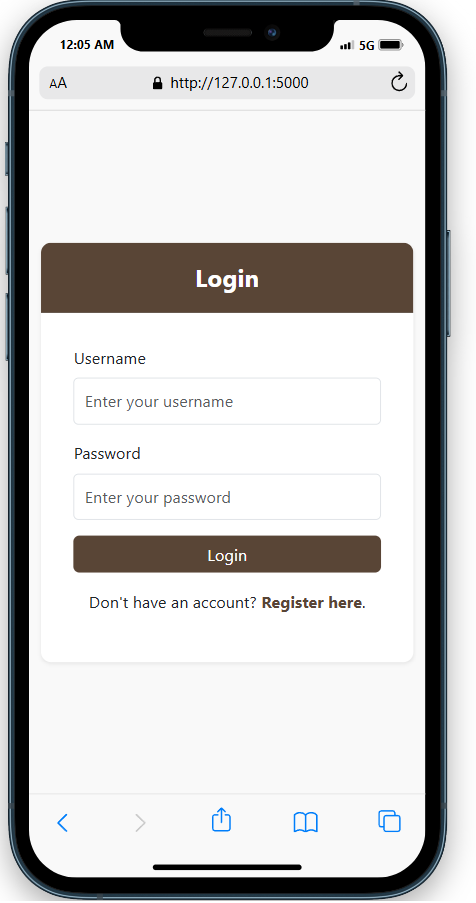 12:05 AM 5G
AA http://127.0.0.1:5000
Login
Username
Enter your username
Password
Enter your password
Login
Don't have an account? Register here.